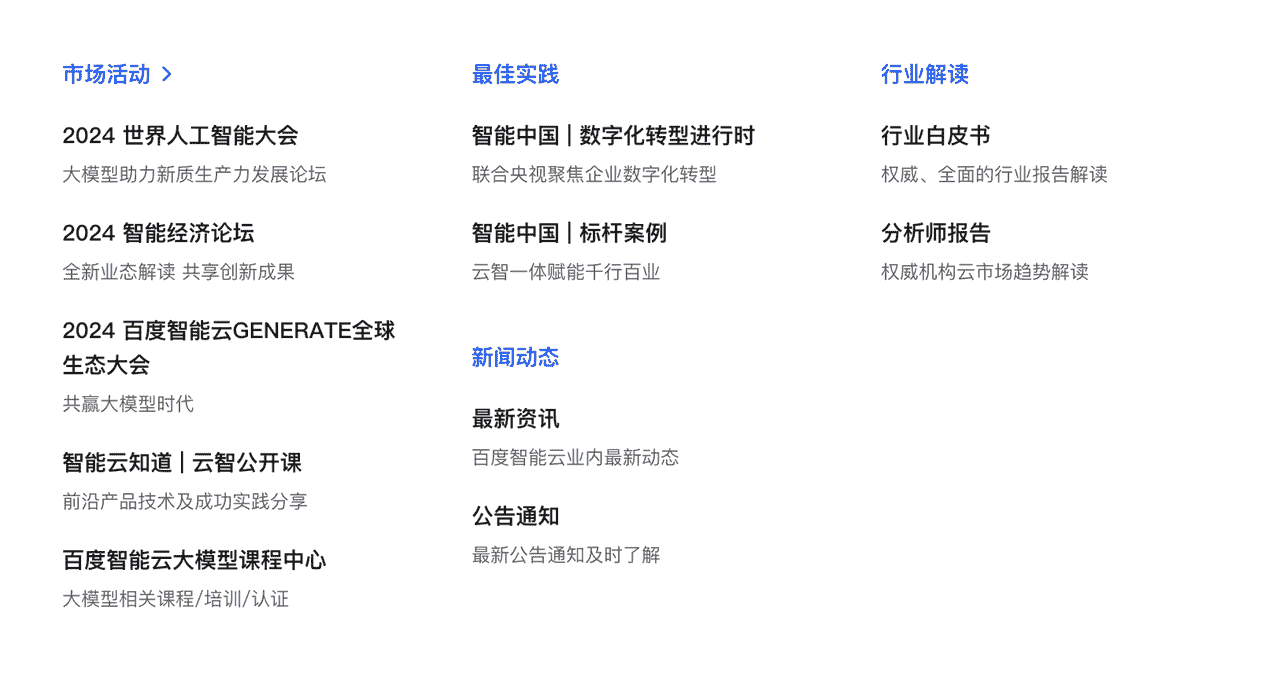 市场活动
2024 世界人工智能大会
大模型助力新质生产力发展论坛
2024 智能经济论坛
全新业态解读 共享创新成果
2024 百度智能云GENERATE全球
生态大会
共赢大模型时代
智能云知道 | 云智公开课
前沿产品技术及成功实践分享
百度智能云大模型课程中心
大模型相关课程/培训/认证
最佳实践
智能中国 | 数字化转型进行时
联合央视聚焦企业数字化转型
智能中国 | 标杆案例
云智一体赋能千行百业
新闻动态
最新资讯
百度智能云业内最新动态
公告通知
最新公告通知及时了解
行业解读
行业白皮书
权威、全面的行业报告解读
分析师报告
权威机构云市场趋势解读